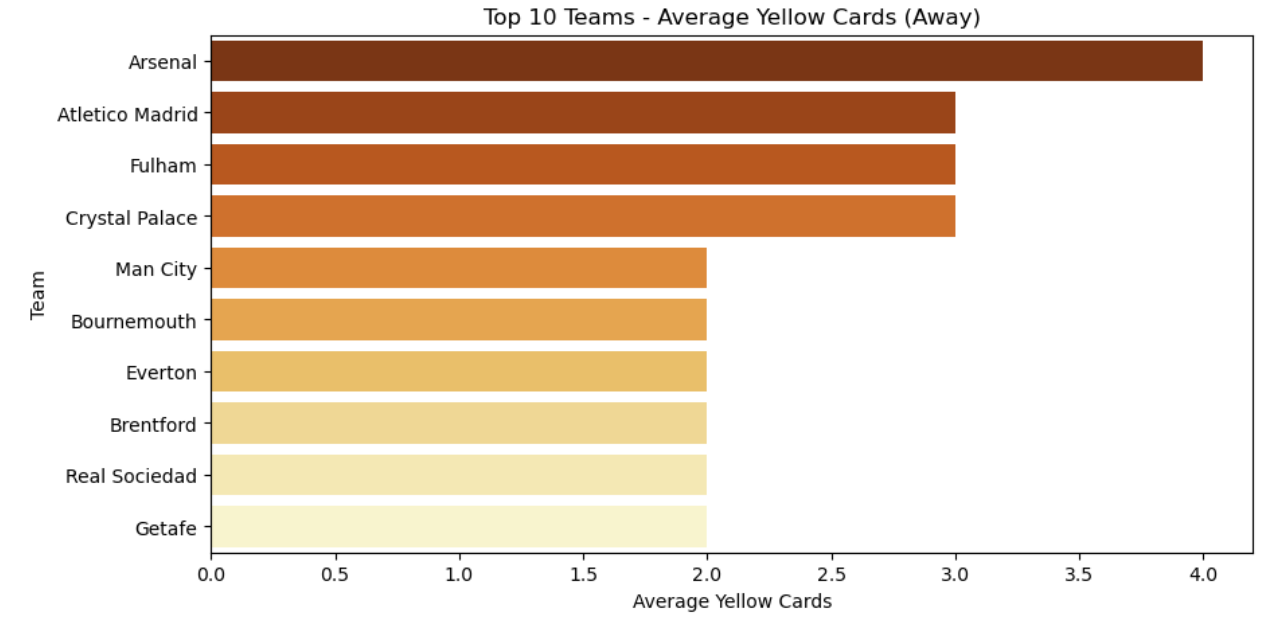 Top 10 Teams - Average Yellow Cards (Away)
Team
Arsenal
Atletico Madrid
Fulham
Crystal Palace
Man City
Bournemouth
Everton
Brentford
Real Sociedad
Getafe
0.0 0.5 1.0 1.5 2.0 2.5 3.0 3.5 4.0
Average Yellow Cards